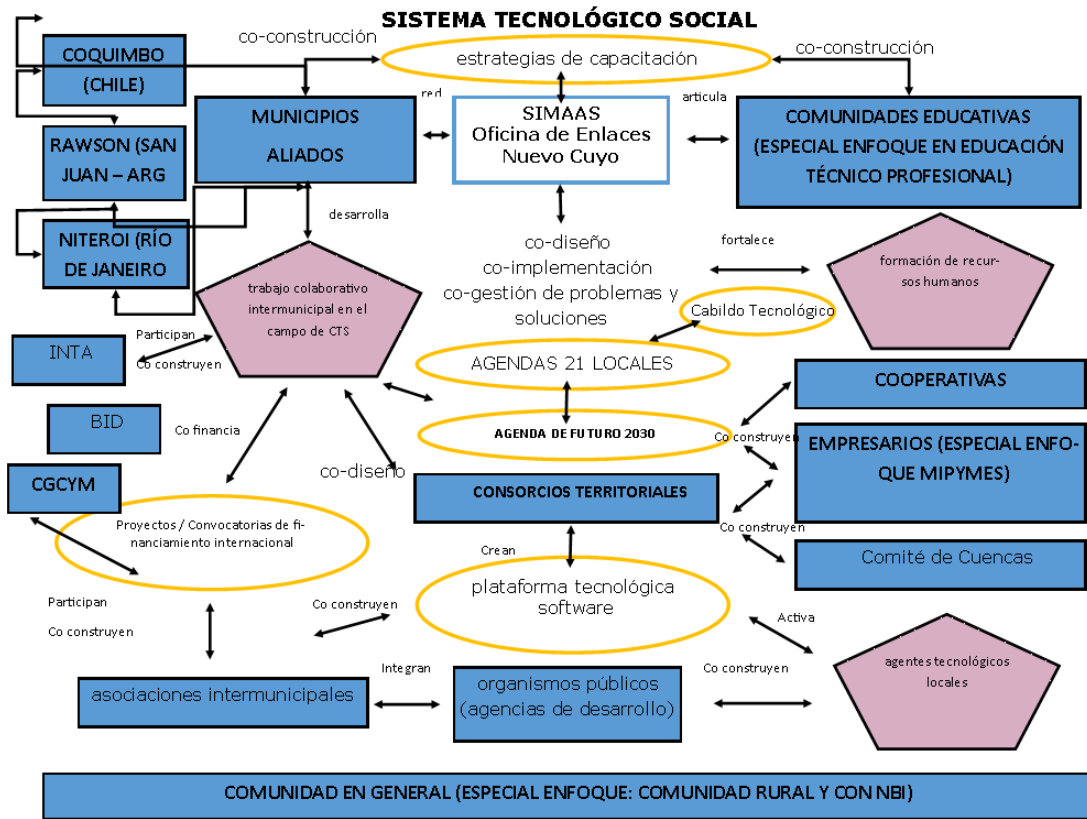 SISTEMA TECNOLÓGICO SOCIAL
co-construcción
estrategias de capacitación
co-construcción
COQUIMBO
(CHILE)
red
articula
MUNICIPIOS
ALIADOS
SIMAAS
Oficina de Enlaces
Nuevo Cuyo
COMUNIDADES EDUCATIVAS
(ESPECIAL ENFOQUE EN EDUCACIÓN
TÉCNICO PROFESIONAL)
RAWSON (SAN
JUAN – ARG
desarrolla
NITEROI (RÍO
DE JANEIRO
co-diseño
co-implementación
co-gestión de problemas y
soluciones
fortalece
formación de recur-
sos humanos
trabajo colaborativo
intermunicipal en el
campo de CTS
Cabildo Tecnológico
Participan
Co construyen
INTA
AGENDAS 21 LOCALES
COOPERATIVAS
BID
Co financia
AGENDA DE FUTURO 2030
Co construyen
EMPRESARIOS (ESPECIAL ENFO-
QUE MIPYMES)
CGCYM
co-diseño
CONSORCIOS TERRITORIALES
Co construyen
Proyectos / Convocatorias de fi-
nanciamiento internacional
Crean
Comité de Cuencas
plataforma tecnológica
software
Participan
Co construyen
Co construyen
Activa
agentes tecnológicos
locales
asociaciones intermunicipales
Integran
organismos públicos
(agencias de desarrollo)
Co construyen
COMUNIDAD EN GENERAL (ESPECIAL ENFOQUE: COMUNIDAD RURAL Y CON NBI)